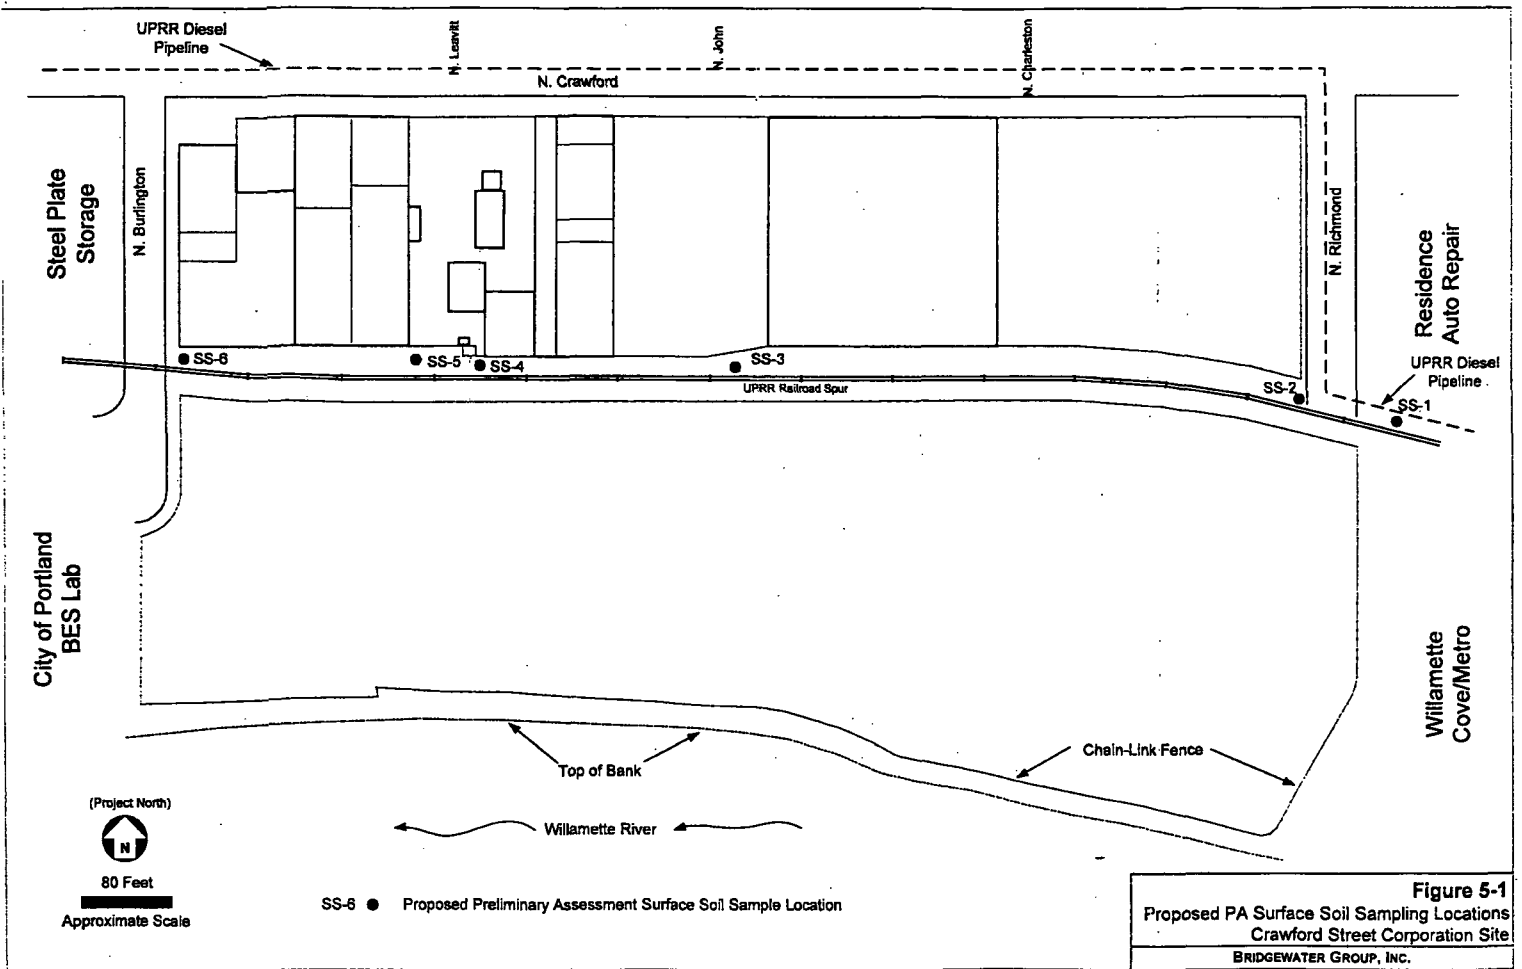 UPRR Diesel
Pipeline
N. Leavitt
N. John
N. Charleston
N. Crawford
Steel Plate
Storage
N. Burlington
N. Richmond
Residence
Auto Repair
UPRR Diesel
Pipeline
SS-6
SS-5
SS-4
SS-3
SS-2
SS-1
UPRR Railroad Spur
City of Portland
BES Lab
Willamette
Cove/Metro
Top of Bank
Chain-Link Fence
Willamette River
(Project North)
N
80 Feet
Approximate Scale
SS-6 Proposed Preliminary Assessment Surface Soil Sample Location
Figure 5-1
Proposed PA Surface Soil Sampling Locations
Crawford Street Corporation Site
BRIDGEWATER GROUP, INC.